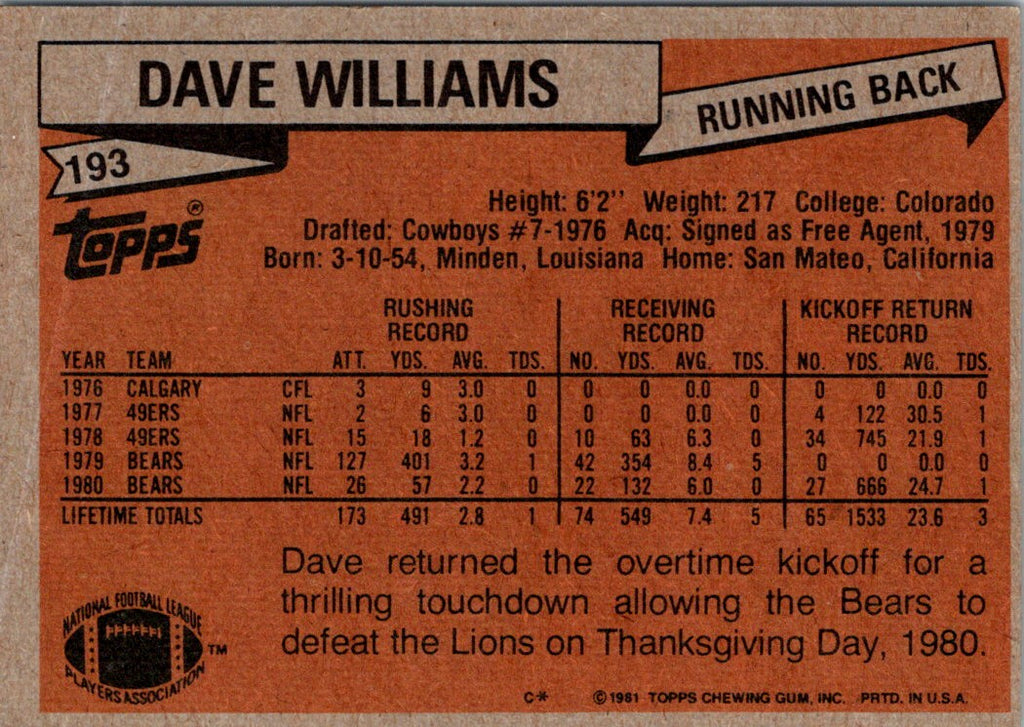 DAVE WILLIAMS
RUNNING BACK
193
Topps®
Height: 6'2'' Weight: 217 College: Colorado
Drafted: Cowboys #7-1976 Acq: Signed as Free Agent, 1979
Born: 3-10-54, Minden, Louisiana Home: San Mateo, California
RUSHING RECORD RECEIVING RECORD KICKOFF RETURN RECORD
YEAR TEAM ATT. YDS. AVG. TDS. NO. YDS. AVG. TDS. NO. YDS. AVG. TDS.
1976 CALGARY CFL 3 9 3.0 0 0 0 0.0 0 0 0 0.0 0
1977 49ERS NFL 2 6 3.0 0 0 0 0.0 0 4 122 30.5 1
1978 49ERS NFL 15 18 1.2 0 10 63 6.3 0 34 745 21.9 1
1979 BEARS NFL 127 401 3.2 1 42 354 8.4 5 0 0 0.0 0
1980 BEARS NFL 26 57 2.2 0 22 132 6.0 0 27 666 24.7 1
LIFETIME TOTALS 173 491 2.8 1 74 549 7.4 5 65 1533 23.6 3
Dave returned the overtime kickoff for a
thrilling touchdown allowing the Bears to
defeat the Lions on Thanksgiving Day, 1980.
NATIONAL FOOTBALL LEAGUE
PLAYERS ASSOCIATION
TM
C* ©1981 TOPPS CHEWING GUM, INC. PRTD. IN U.S.A.